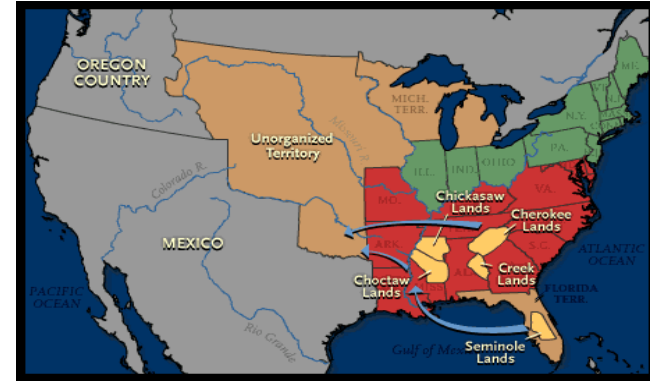 OREGON
COUNTRY
ME.
MICH.
TERR.
N.Y.
Unorganized
Territory
Missouri R.
PA.
ILL.
IND.
OHIO
Colorado R.
MO.
VA.
Chickasaw
Lands
Cherokee
Lands
MEXICO
ARK.
S.C.
ATLANTIC
OCEAN
Choctaw
Lands
Creek
Lands
PACIFIC
OCEAN
FLORIDA
TERR.
Rio Grande
Gulf of Mexico
Seminole
Lands